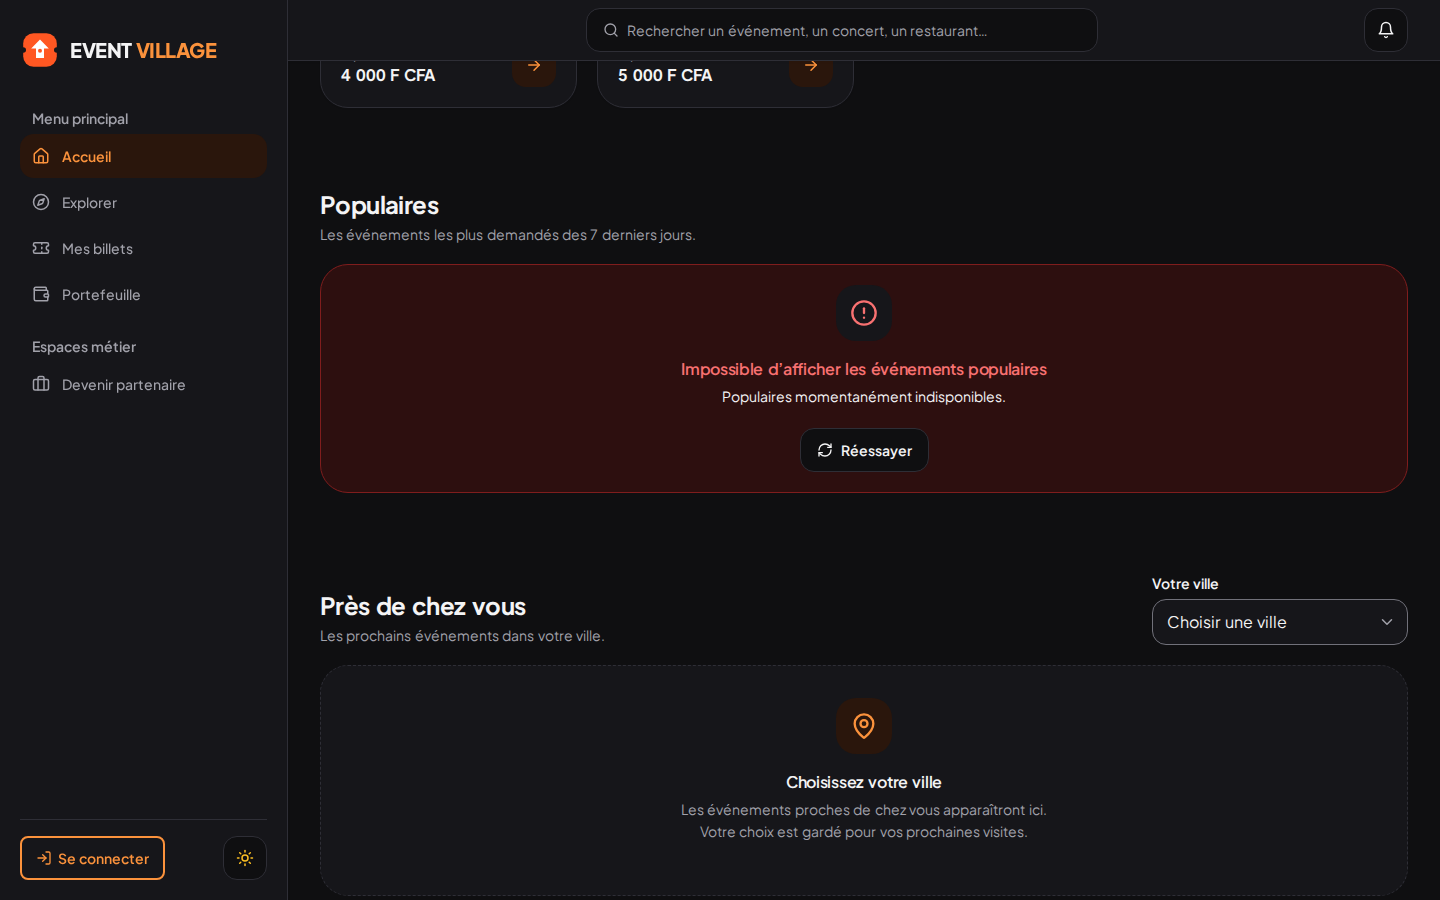 EVENT VILLAGE
Rechercher un événement, un concert, un restaurant...
Menu principal
Accueil
Explorer
Mes billets
Portefeuille
Espaces métier
Devenir partenaire
Se connecter
4 000 F CFA
5 000 F CFA
Populaires
Les événements les plus demandés des 7 derniers jours.
Impossible d’afficher les événements populaires
Populaires momentanément indisponibles.
Réessayer
Près de chez vous
Les prochains événements dans votre ville.
Votre ville
Choisir une ville
Choisissez votre ville
Les événements proches de chez vous apparaîtront ici.
Votre choix est gardé pour vos prochaines visites.